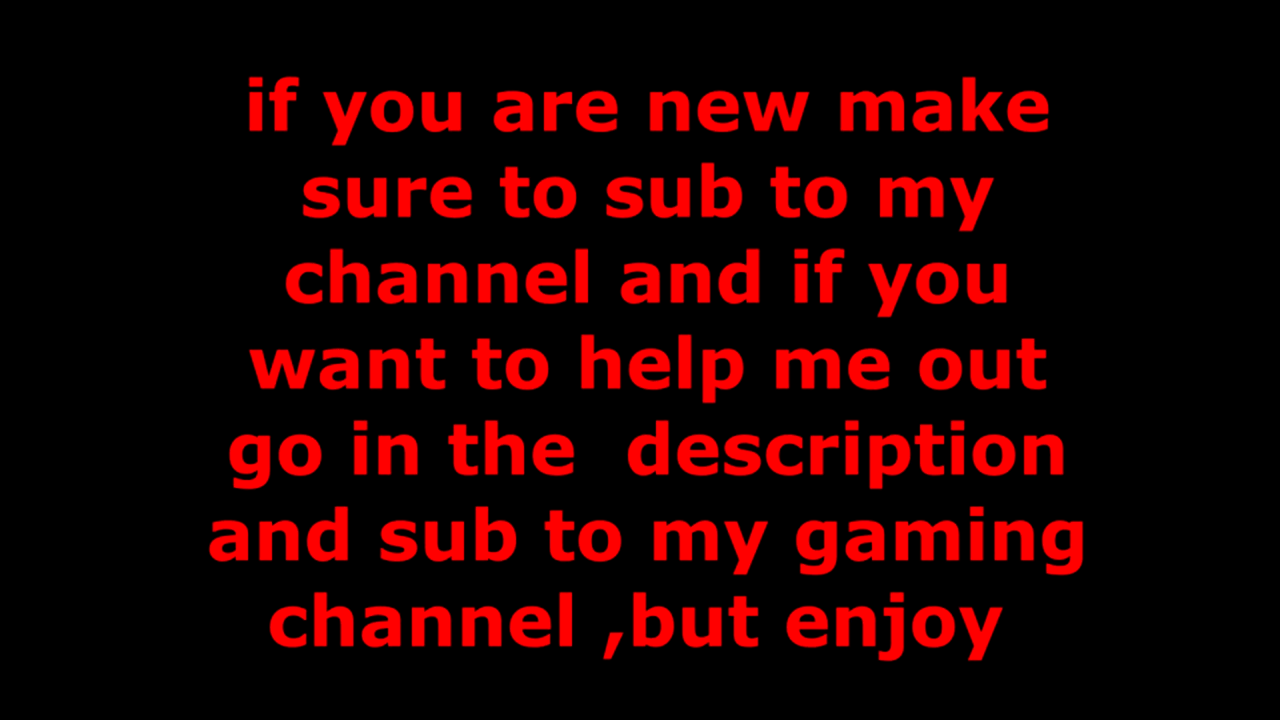 if you are new make
sure to sub to my
channel and if you
want to help me out
go in the  description
and sub to my gaming
channel ,but enjoy